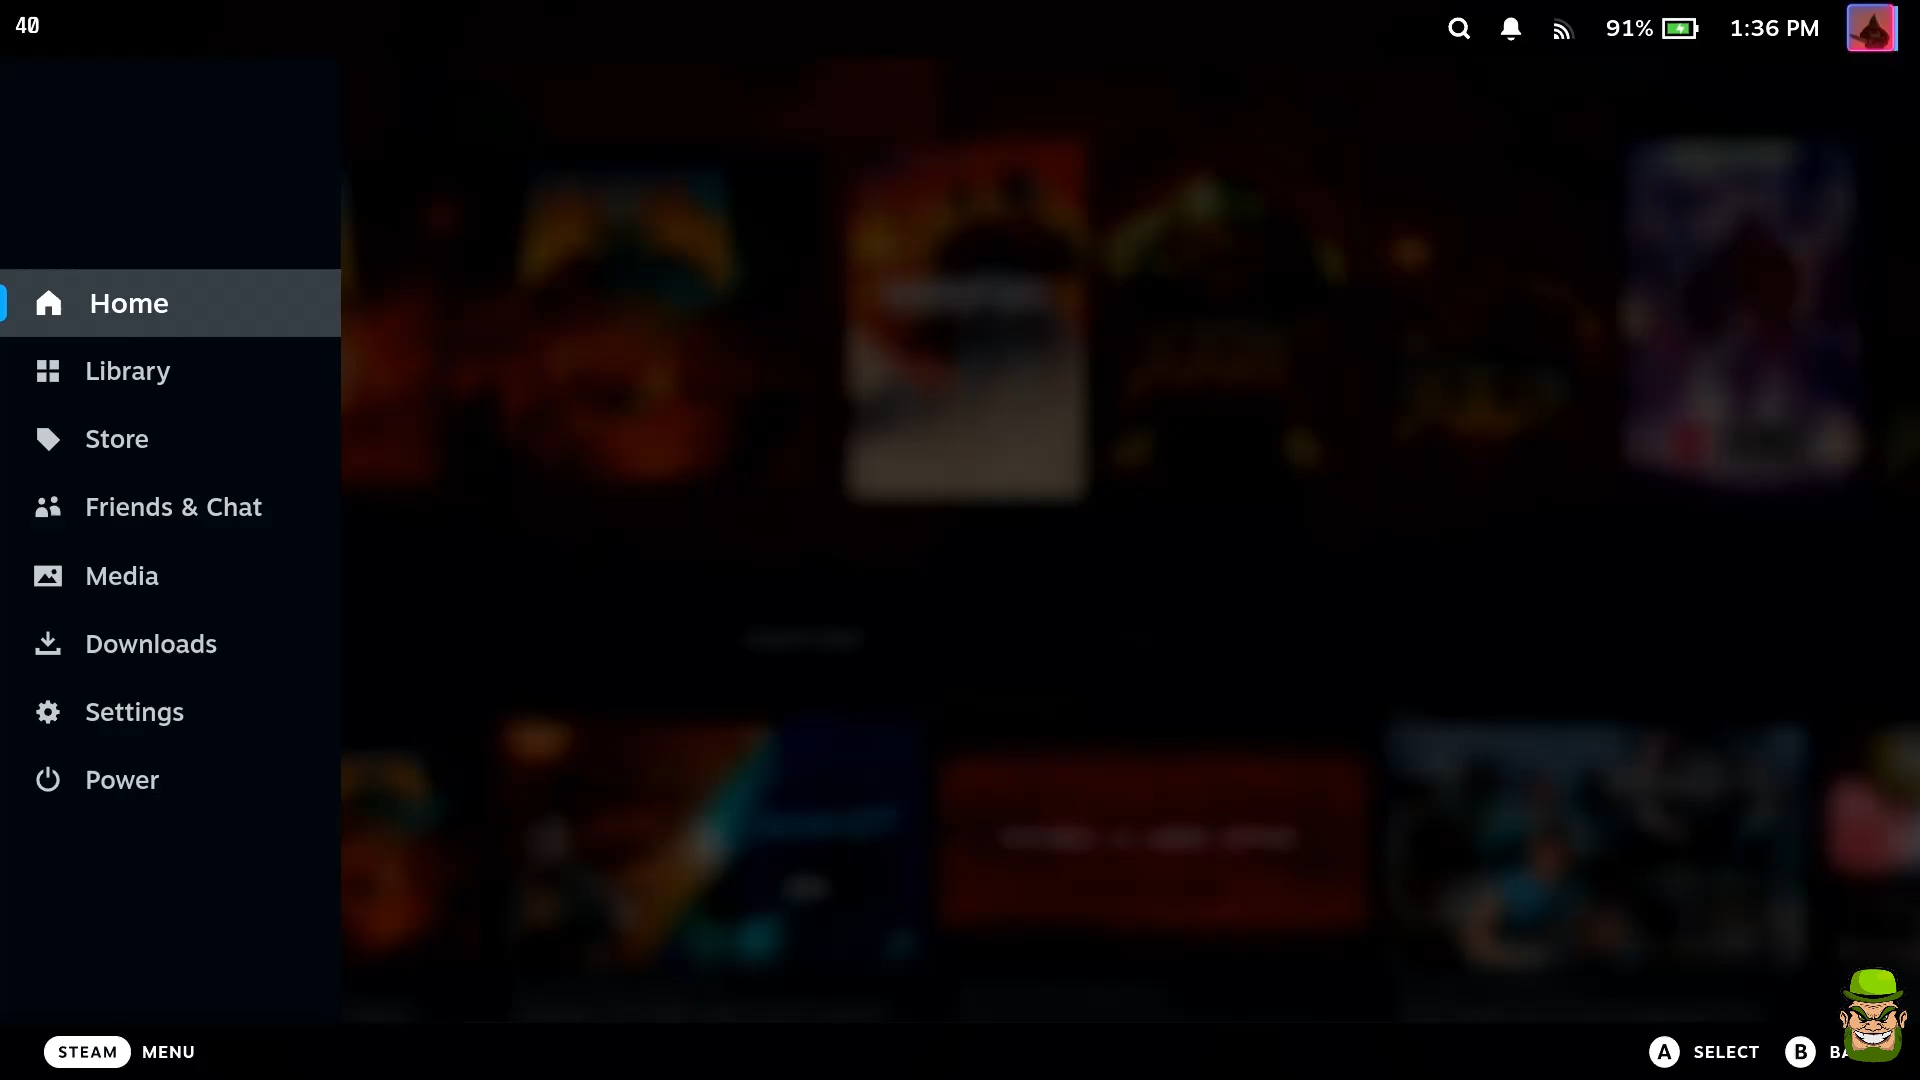 40
91%
1:36 PM
Home
Library
Store
Friends & Chat
Media
Downloads
Settings
Power
STEAM MENU
A SELECT
B